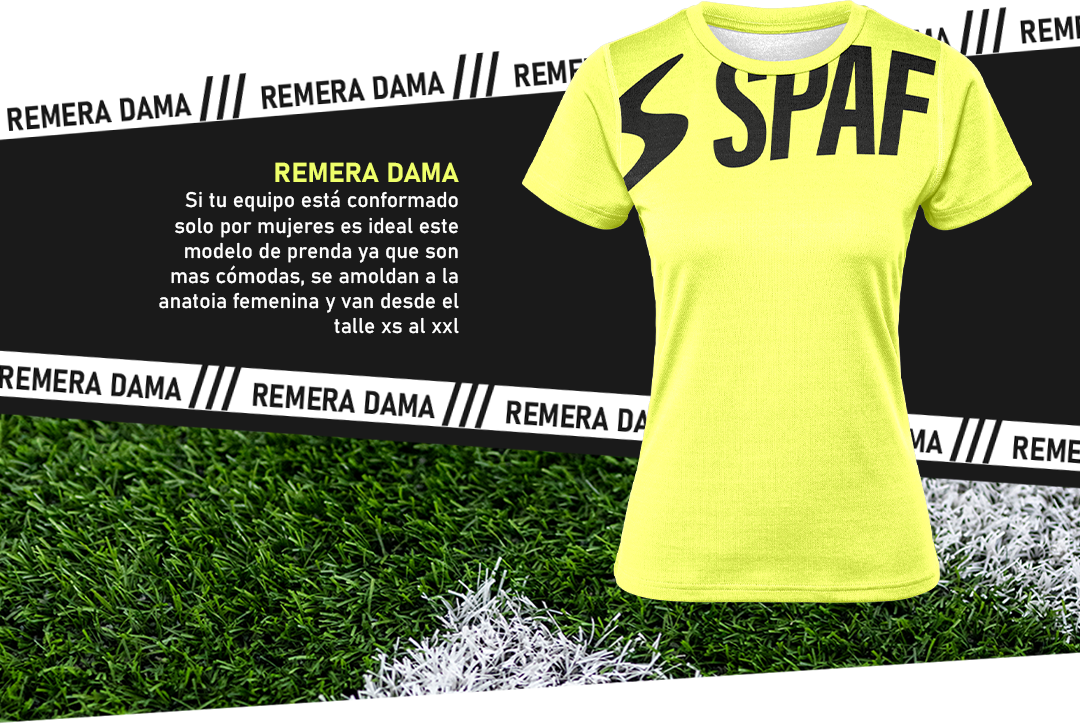 REMERA DAMA /// REMERA DAMA /// REME
/// REME
SPAF
REMERA DAMA
Si tu equipo está conformado
solo por mujeres es ideal este
modelo de prenda ya que son
mas cómodas, se amoldan a la
anatoia femenina y van desde el
talle xs al xxl
REMERA DAMA /// REMERA DAMA /// REMERA DA
MA /// REME